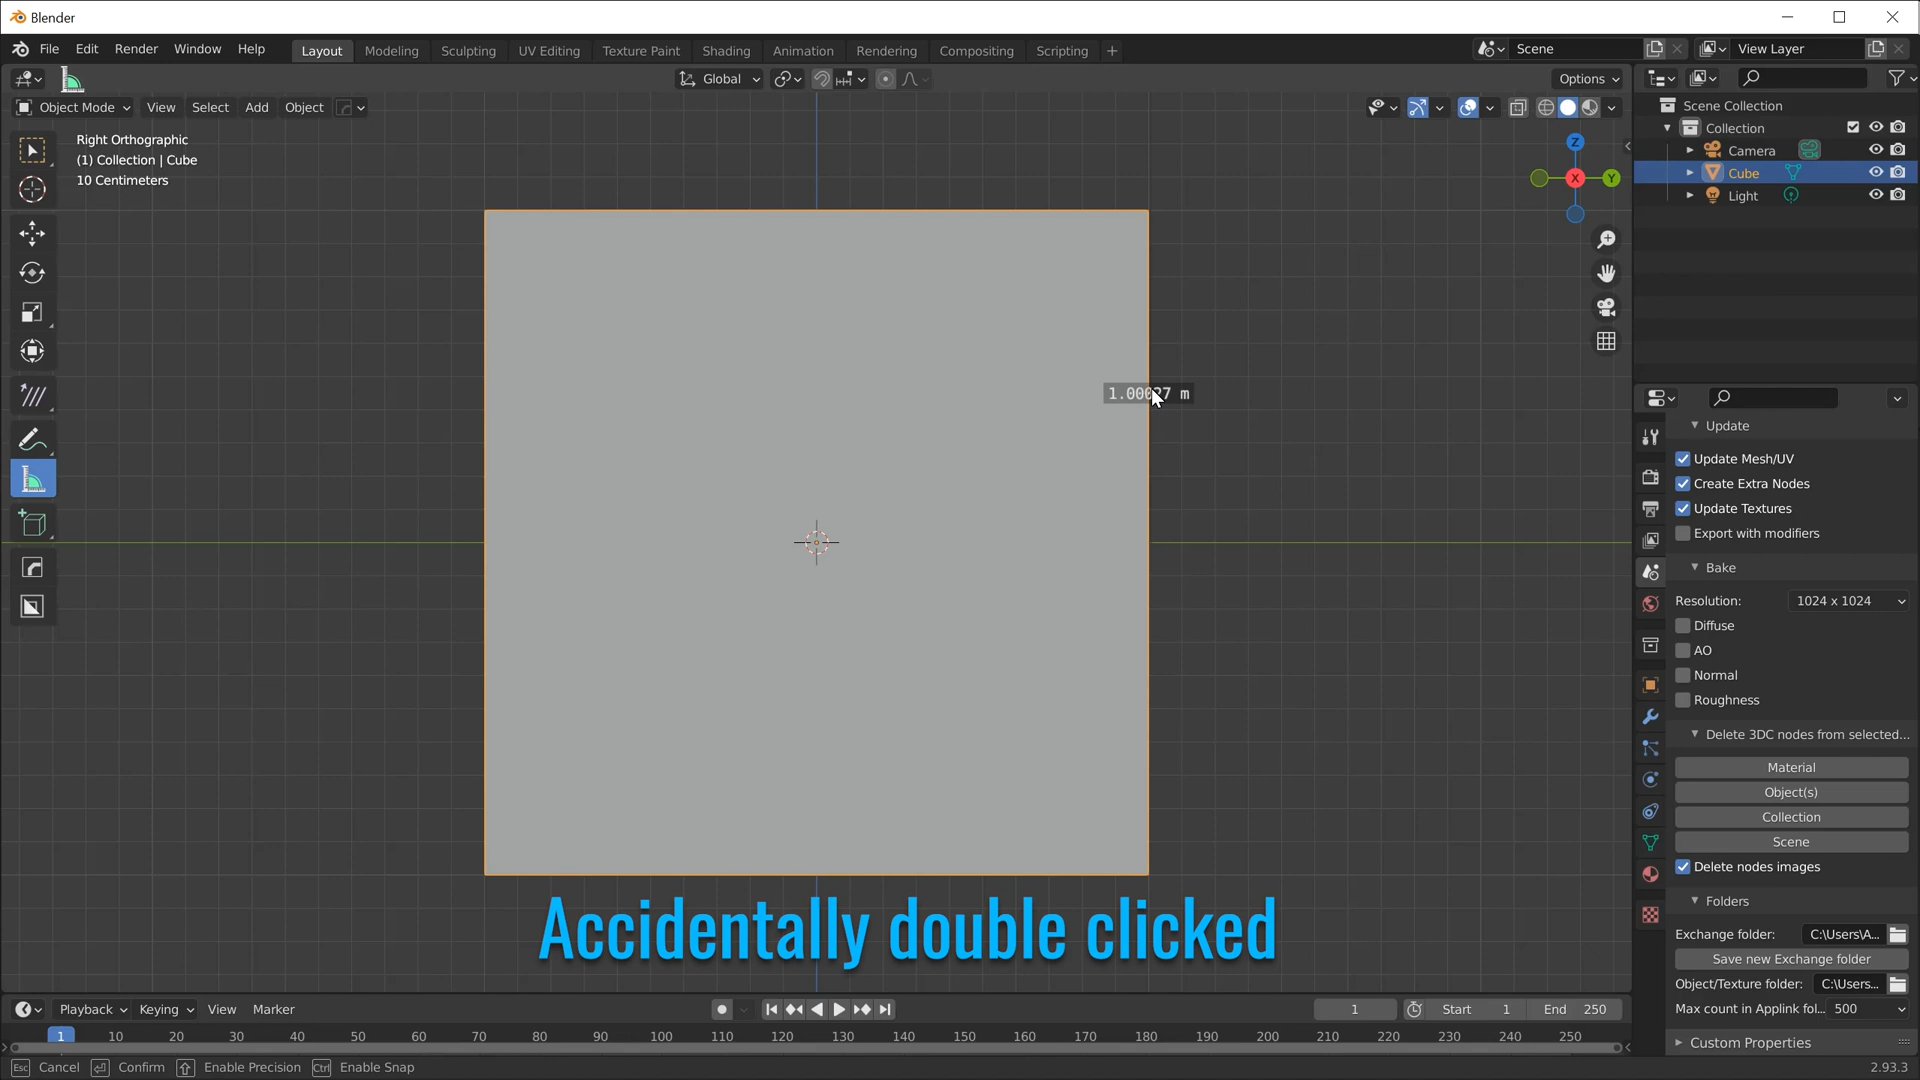 Blender
File Edit Render Window Help Layout Modeling Sculpting UV Editing Texture Paint Shading Animation Rendering Compositing Scripting + Scene View Layer
Global Options
Object Mode View Select Add Object
Right Orthographic
(1) Collection | Cube
10 Centimeters
Z
X
Y
Scene Collection
Collection
Camera
Cube
Light
m
Update
Update Mesh/UV
Create Extra Nodes
Update Textures
Export with modifiers
Bake
Resolution: 1024 x 1024
Diffuse
AO
Normal
Roughness
Delete 3DC nodes from selected...
Material
Object(s)
Collection
Scene
Delete nodes images
Folders
Exchange folder: C:\Users\A...
Save new Exchange folder
Object/Texture folder: C:\Users...
Max count in Applink fol... 500
Custom Properties
Accidentally double clicked
Playback Keying View Marker 1 Start 1 End 250
1 10 20 30 40 50 60 70 80 90 100 110 120 130 140 150 160 170 180 190 200 210 220 230 240 250
Esc Cancel Confirm Enable Precision Ctrl Enable Snap 2.93.3